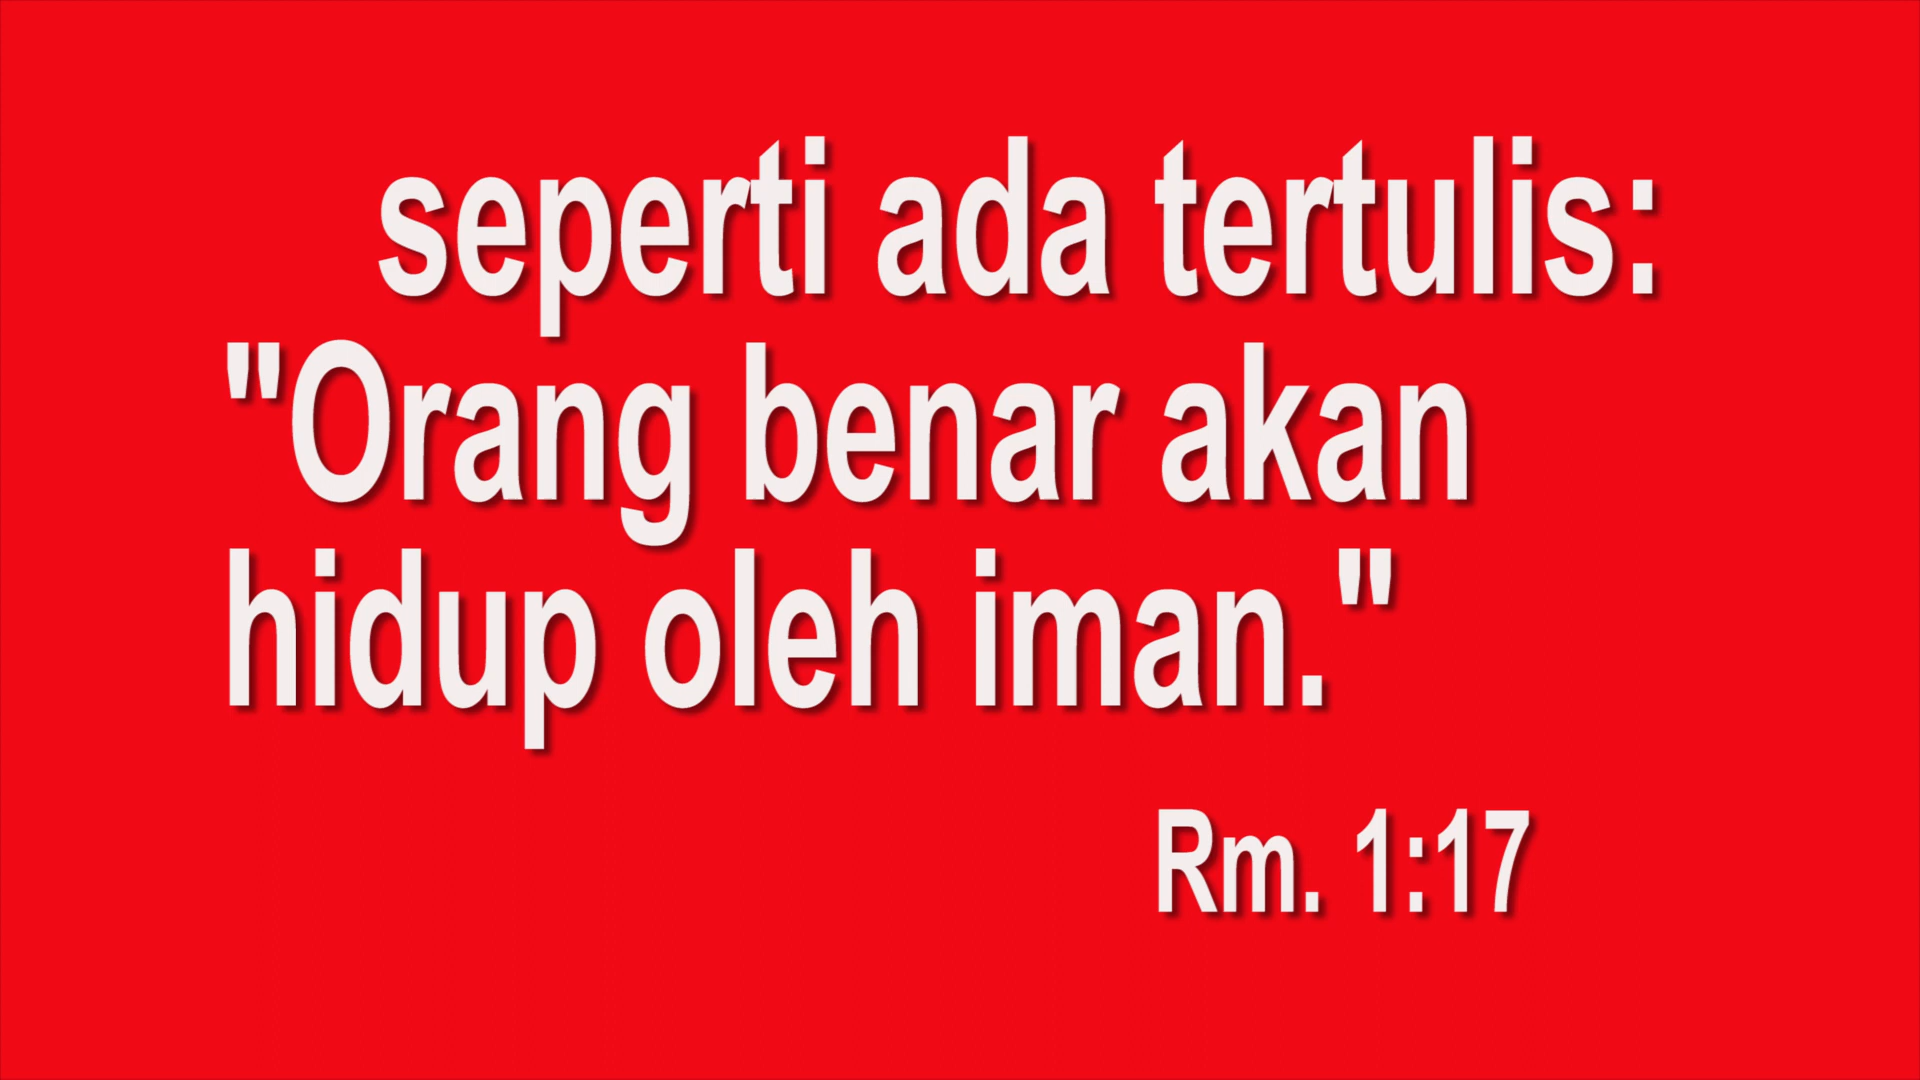 seperti ada tertulis:
"Orang benar akan
hidup oleh iman."
Rm. 1:17